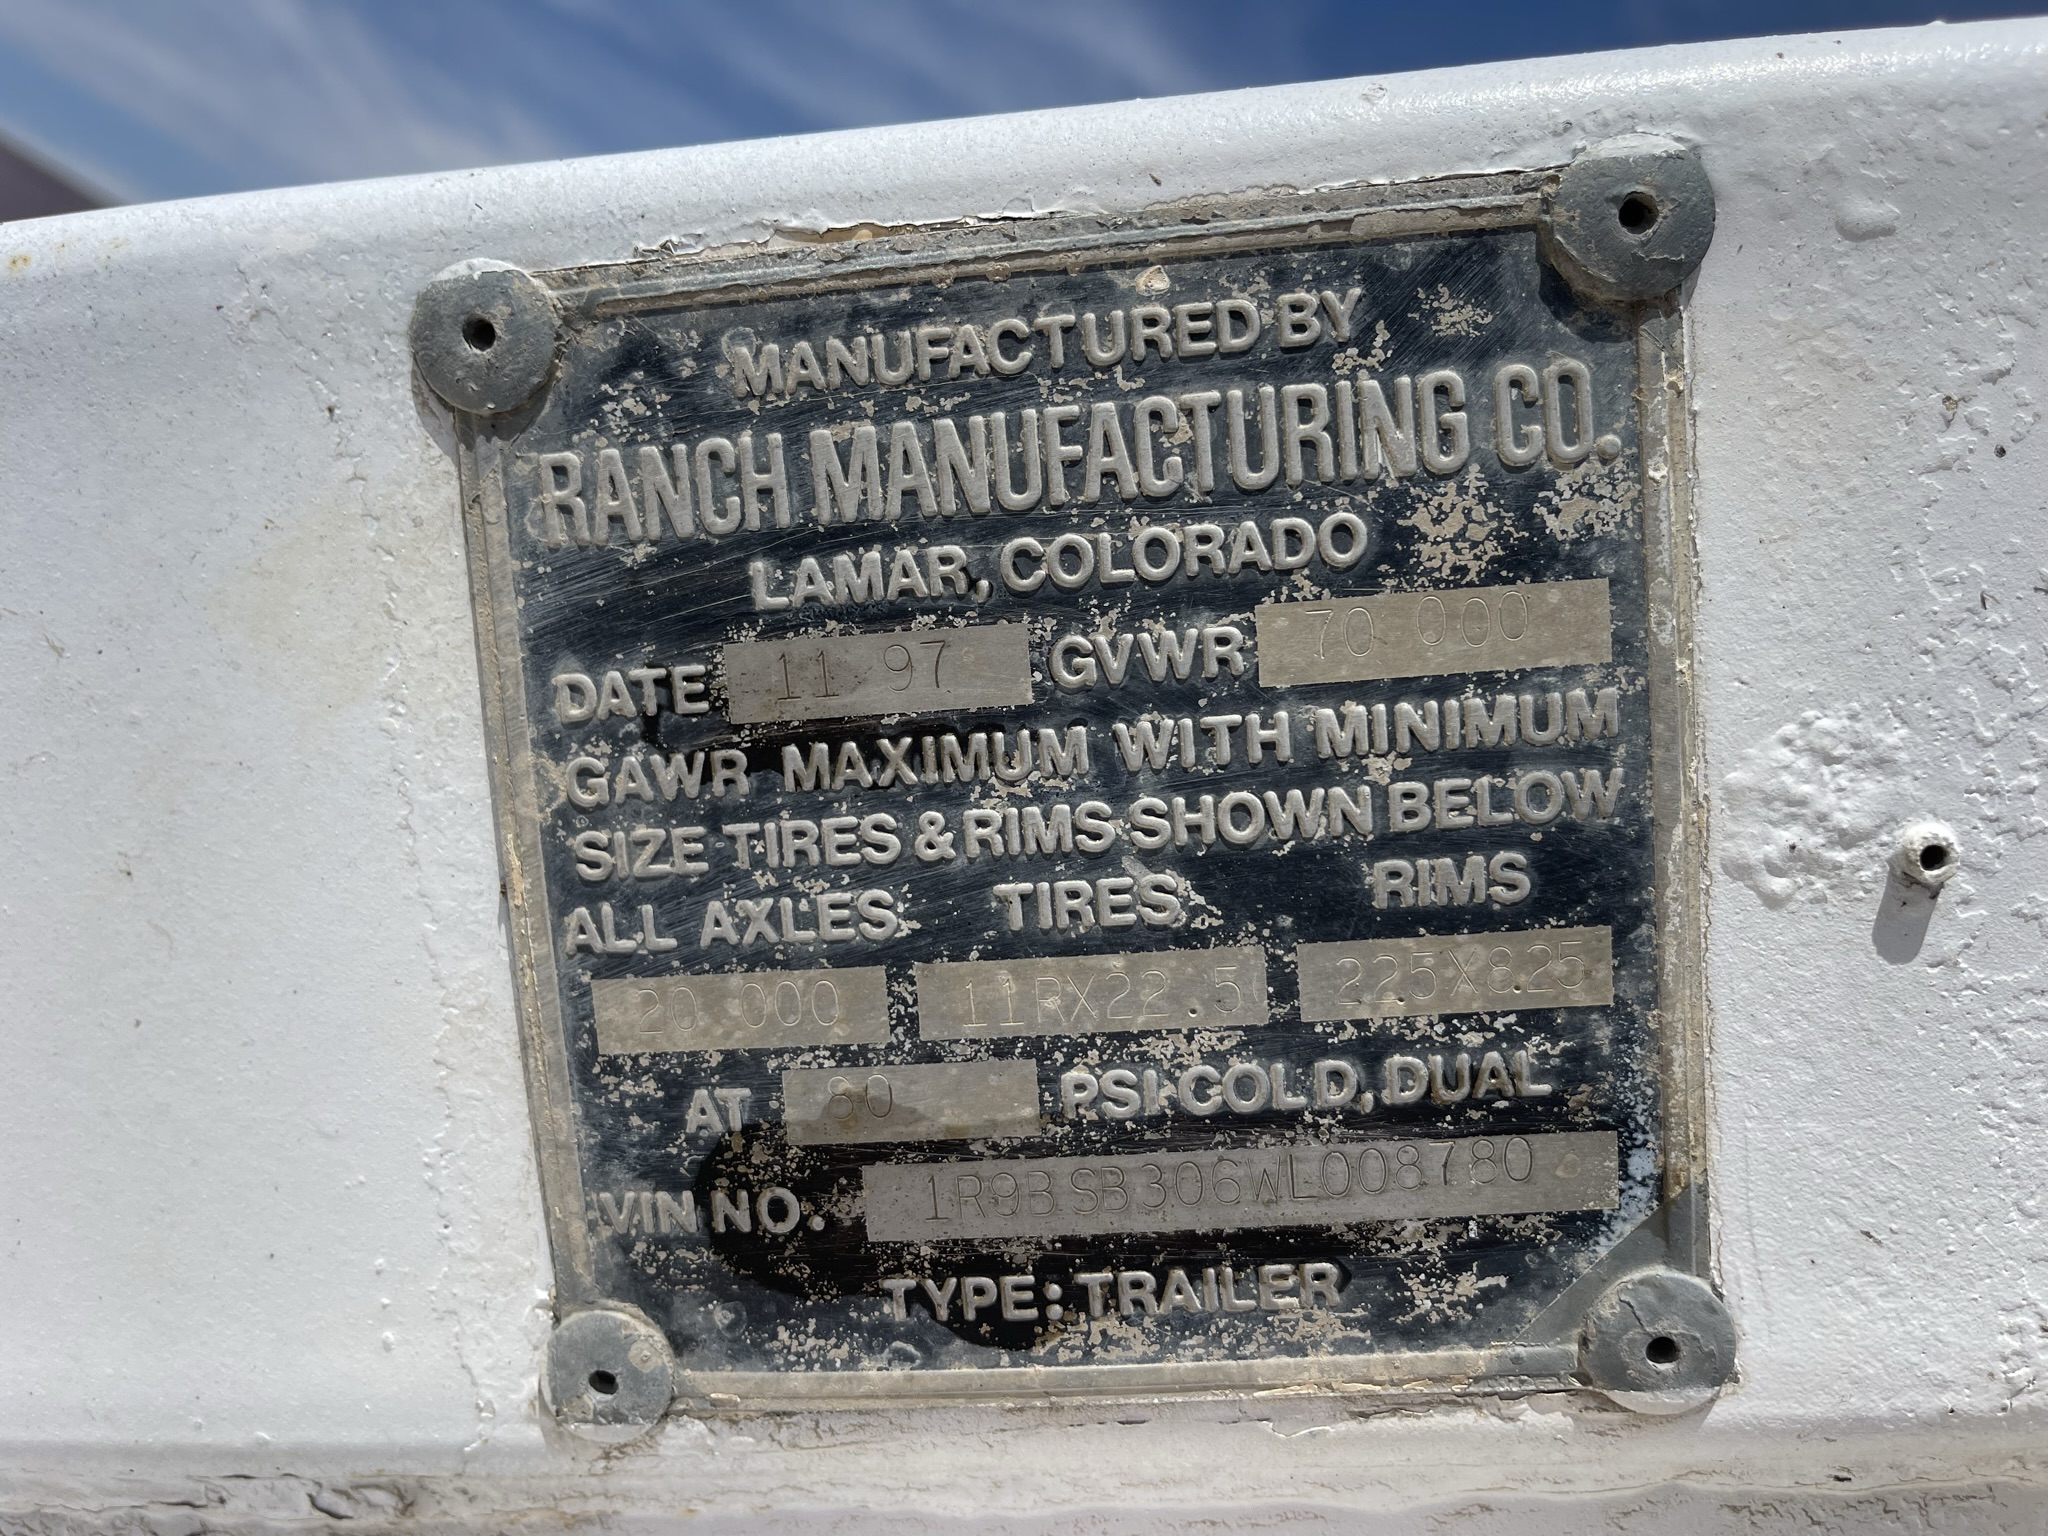 MANUFACTURED BY
RANCH MANUFACTURING CO.
LAMAR, COLORADO
DATE 11 97 GVWR 70 000
GAWR MAXIMUM WITH MINIMUM
SIZE TIRES & RIMS SHOWN BELOW
ALL AXLES TIRES RIMS
20 000 11RX22.5 225X8.25
AT 80 PSI COLD, DUAL
VIN NO. 1R9BSB306WL008780
TYPE: TRAILER